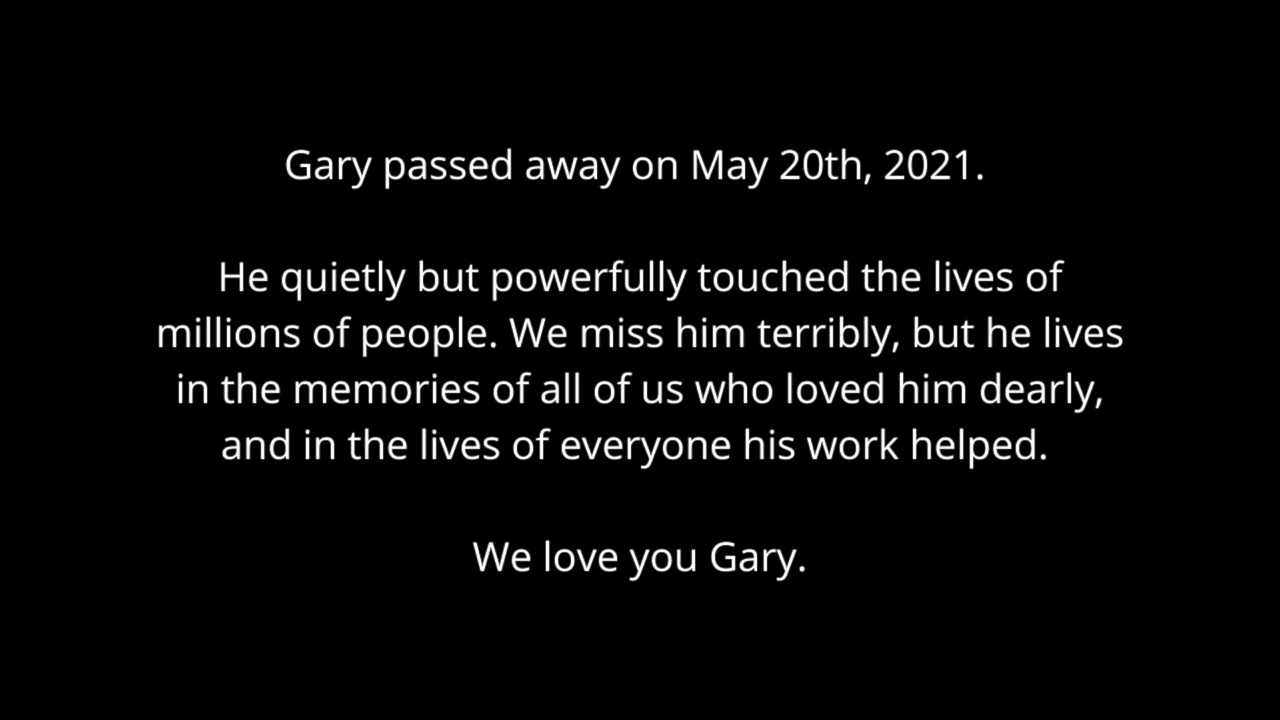 Gary passed away on May 20th, 2021.
He quietly but powerfully touched the lives of
millions of people. We miss him terribly, but he lives
in the memories of all of us who loved him dearly,
and in the lives of everyone his work helped.
We love you Gary.